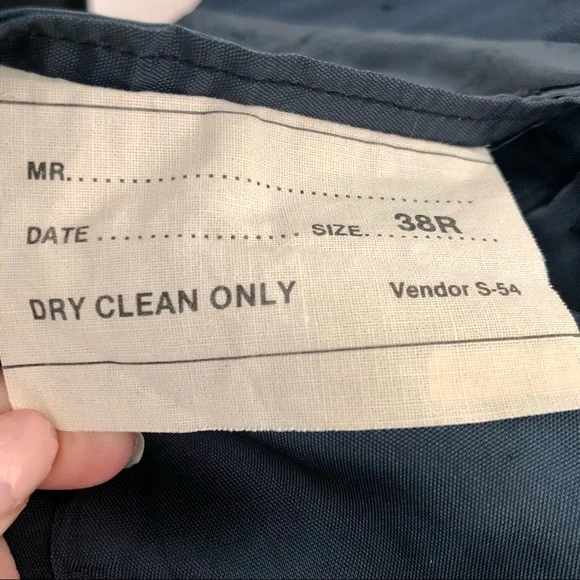 MR..........................................
DATE.................... SIZE....38R......
DRY CLEAN ONLY Vendor S-54